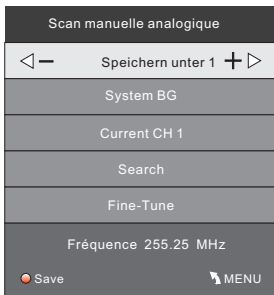 Scan manuelle analogique
Speichern unter 1
System BG
Current CH 1
Search
Fine-Tune
Fréquence 255.25 MHz
Save MENU